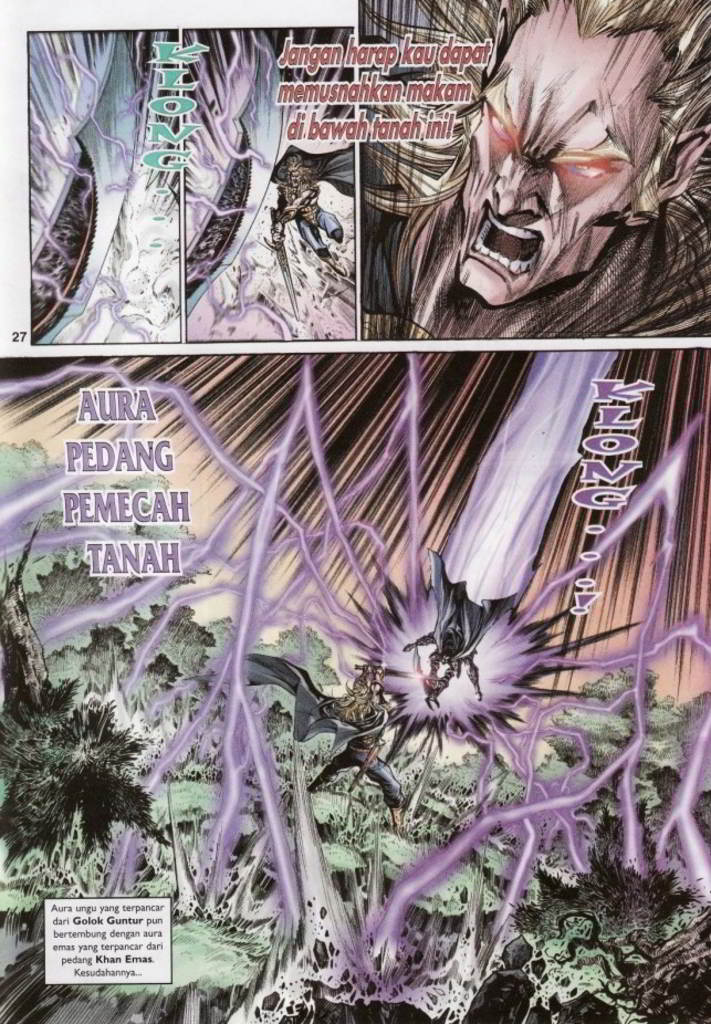 KLONG...
Jangan harap kau dapat
memusnahkan makam
di bawah tanah ini!
27
AURA
PEDANG
PEMECAH
TANAH
KLONG...!
Aura ungu yang terpancar
dari Golok Guntur pun
bertembung dengan aura
emas yang terpancar dari
pedang Khan Emas.
Kesudahannya...